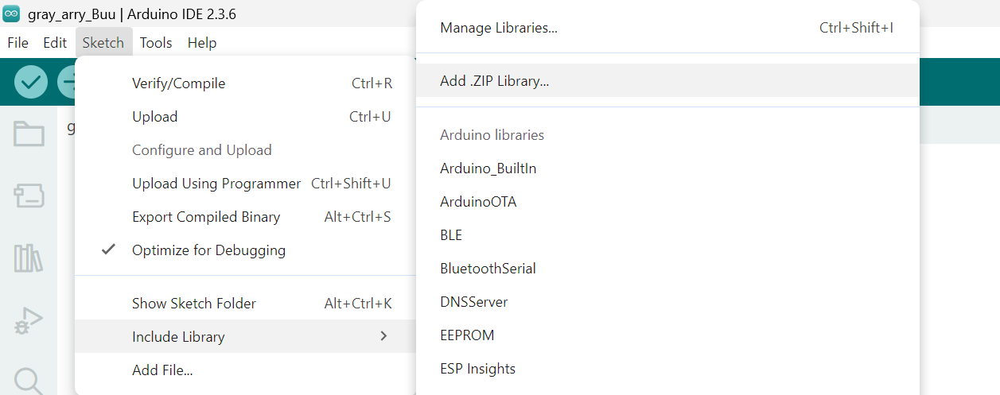 gray_arry_Buu | Arduino IDE 2.3.6
File Edit Sketch Tools Help
Verify/Compile Ctrl+R
Upload Ctrl+U
Configure and Upload
Upload Using Programmer Ctrl+Shift+U
Export Compiled Binary Alt+Ctrl+S
Optimize for Debugging
Show Sketch Folder Alt+Ctrl+K
Include Library
Add File...
Manage Libraries... Ctrl+Shift+I
Add .ZIP Library...
Arduino libraries
Arduino_BuiltIn
ArduinoOTA
BLE
BluetoothSerial
DNSServer
EEPROM
ESP Insights